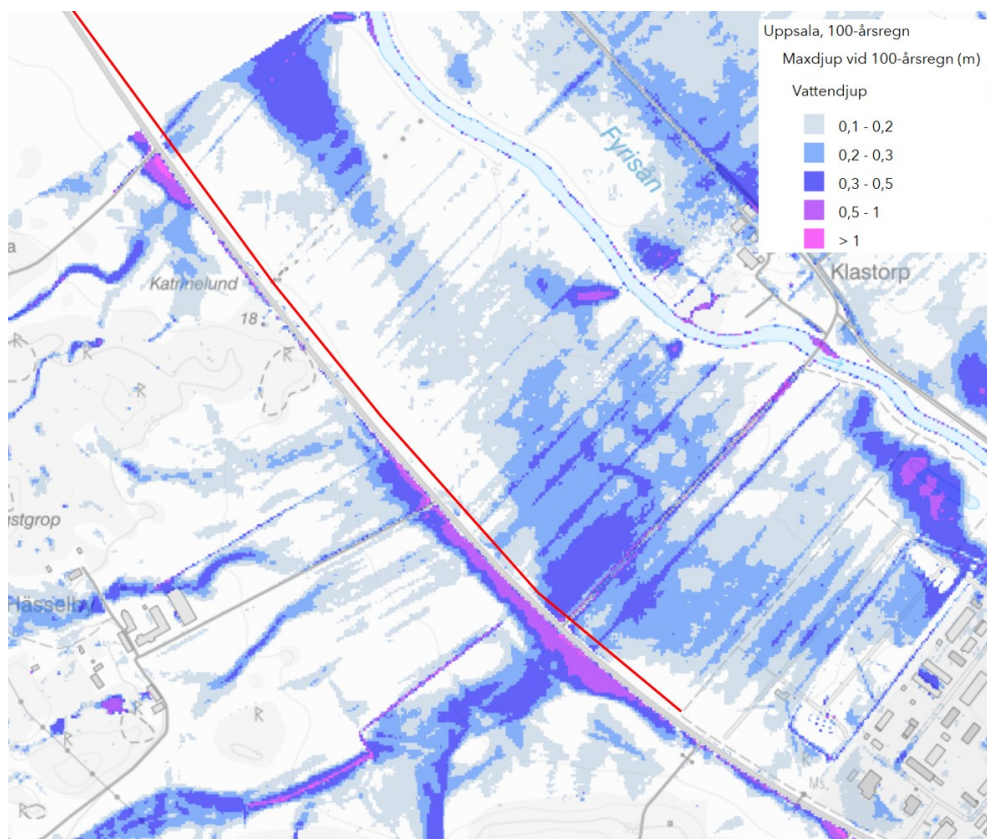 Uppsala, 100-årsregn
Maxdjup vid 100-årsregn (m)
Vattendjup
0,1 - 0,2
0,2 - 0,3
0,3 - 0,5
0,5 - 1
> 1
Fyrisån
Klastorp
a
Katrinelund
18
R
R
R
stgrop
Hässelby
R
R
R
R
R
Ms
a